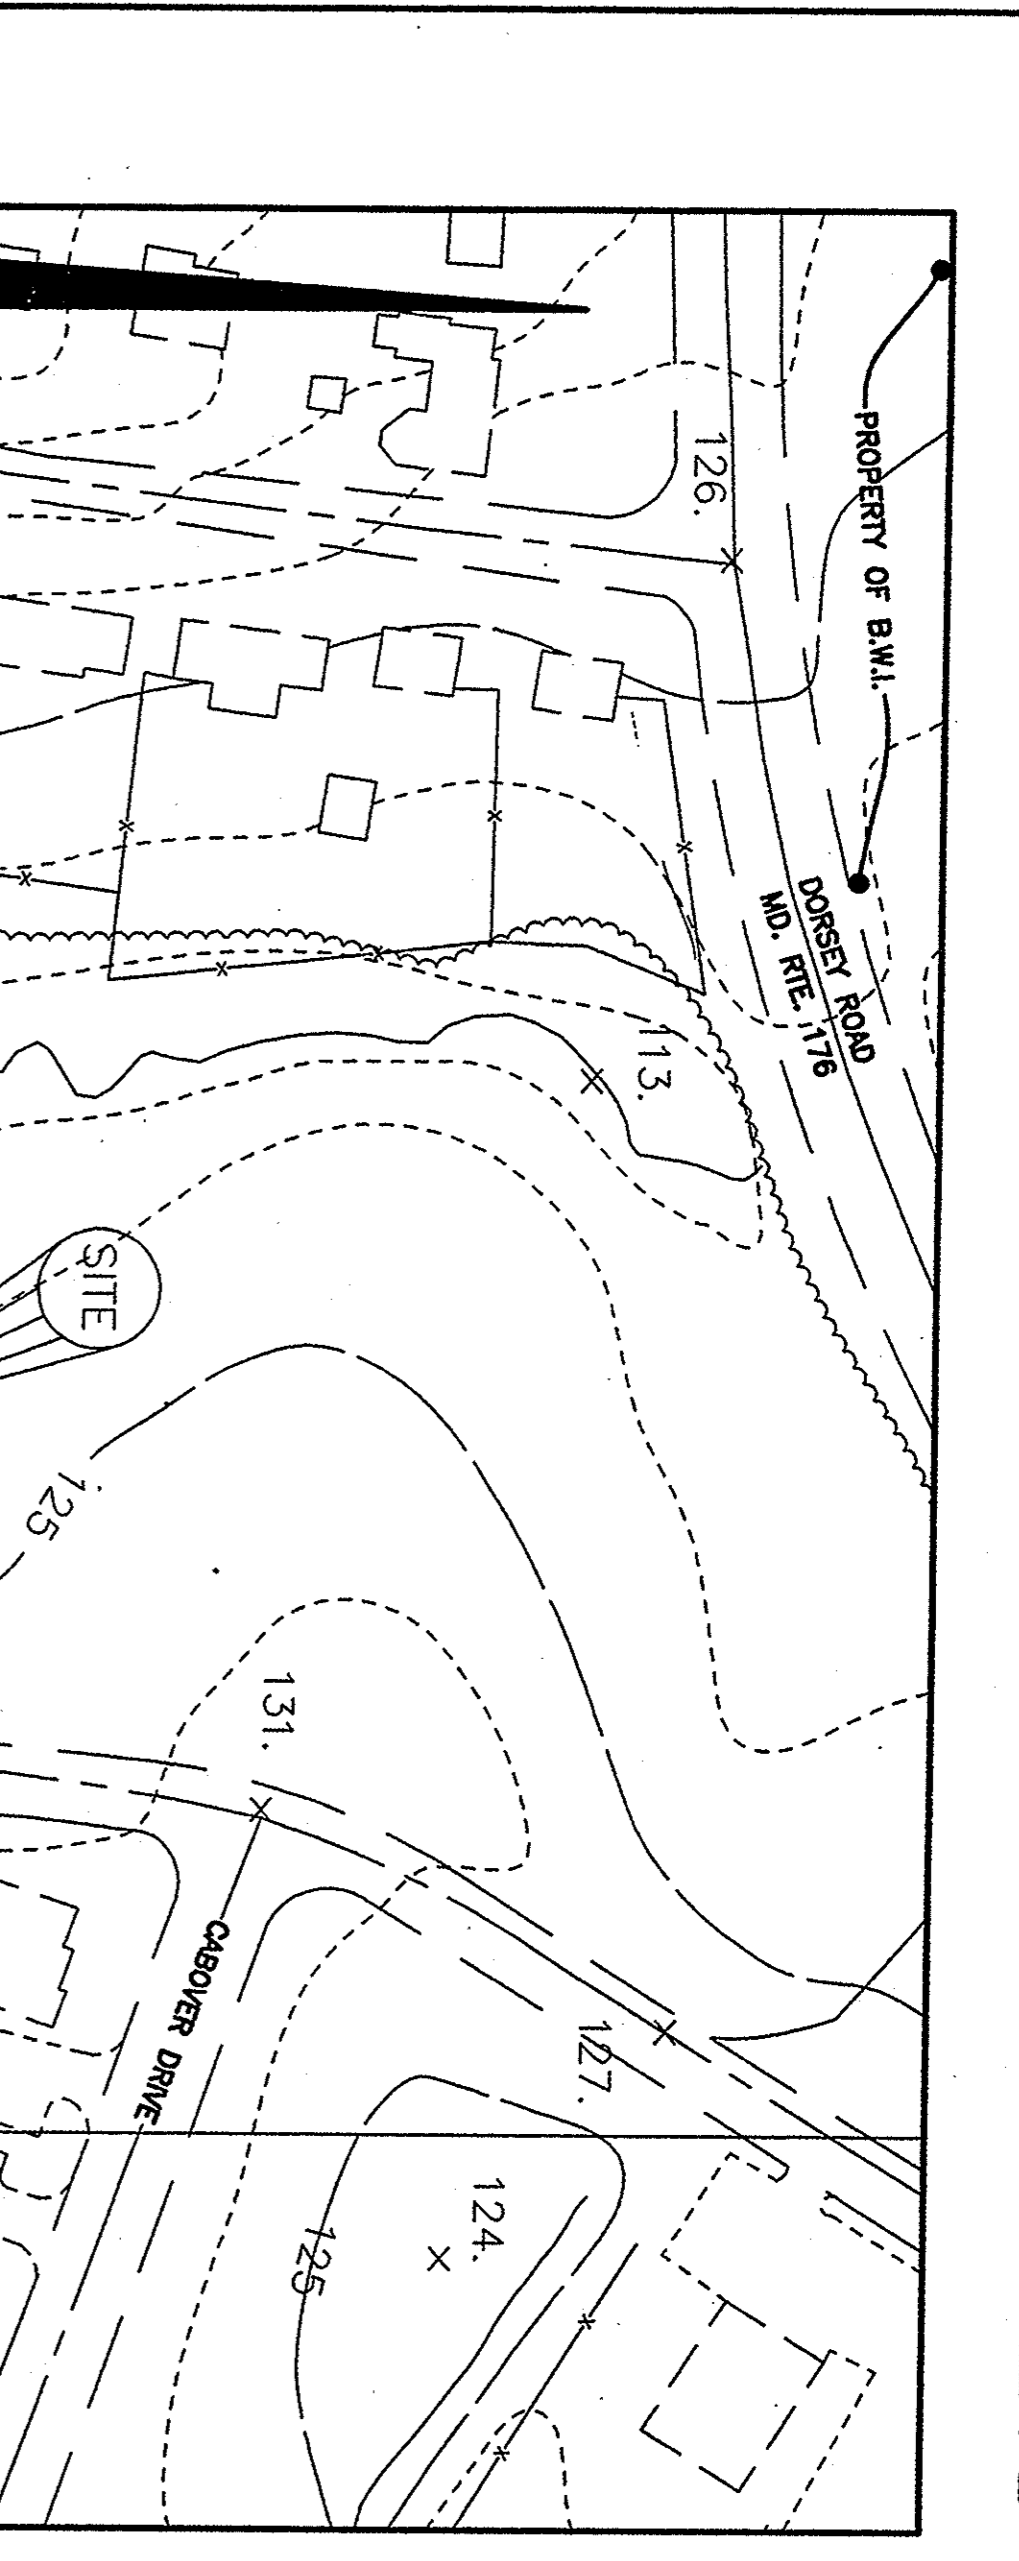 PROPERTY OF B.W.I.
126.
DORSEY ROAD
MD. RTE. 176
113.
SITE
125
131.
CABOVER DRIVE
127.
124.
125